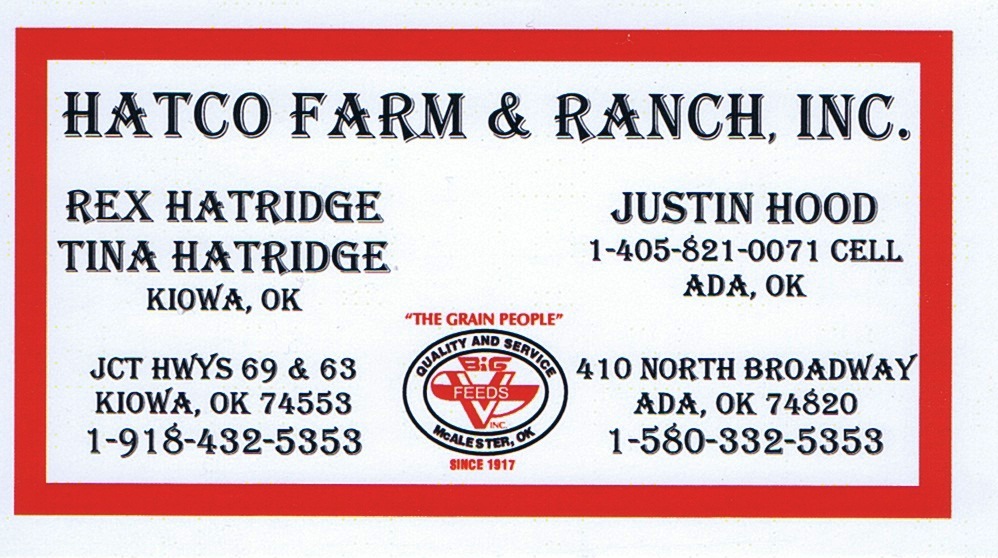 HATCO FARM & RANCH, INC.
REX HATRIDGE
TINA HATRIDGE
KIOWA, OK
JUSTIN HOOD
1-405-821-0071 CELL
ADA, OK
JCT HWYS 69 & 63
KIOWA, OK 74553
1-918-432-5353
"THE GRAIN PEOPLE"
QUALITY AND SERVICE
BiG
V
FEEDS
INC.
McALESTER, OK
SINCE 1917
410 NORTH BROADWAY
ADA, OK 74820
1-580-332-5353